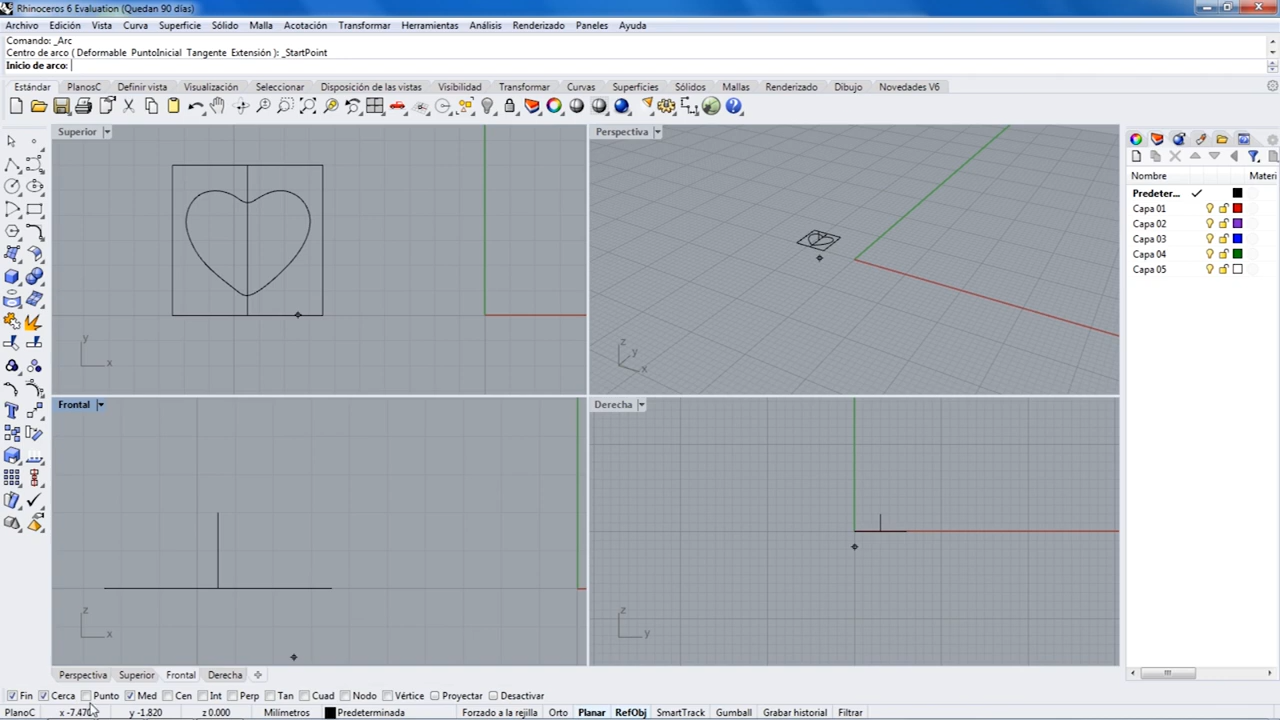 Rhinoceros 6 Evaluation (Quedan 90 días)
Archivo Edición Vista Curva Superficie Sólido Malla Acotación Transformar Herramientas Análisis Renderizado Paneles Ayuda
Comando: _Arc
Centro de arco ( Deformable PuntoInicial Tangente Extensión ): _StartPoint
Inicio de arco:
Estándar PlanosC Definir vista Visualización Seleccionar Disposición de las vistas Visibilidad Transformar Curvas Superficies Sólidos Mallas Renderizado Dibujo Novedades V6
Superior
Perspectiva
y
x
z
y
x
Nombre Materi
Predeter...
Capa 01
Capa 02
Capa 03
Capa 04
Capa 05
Frontal
Derecha
z
x
z
y
Perspectiva Superior Frontal Derecha
Fin Cerca Punto Med Cen Int Perp Tan Cuad Nodo Vértice Proyectar Desactivar
PlanoC x -7.470 y -1.820 z 0.000 Milímetros Predeterminada Forzado a la rejilla Orto Planar RefObj SmartTrack Gumball Grabar historial Filtrar